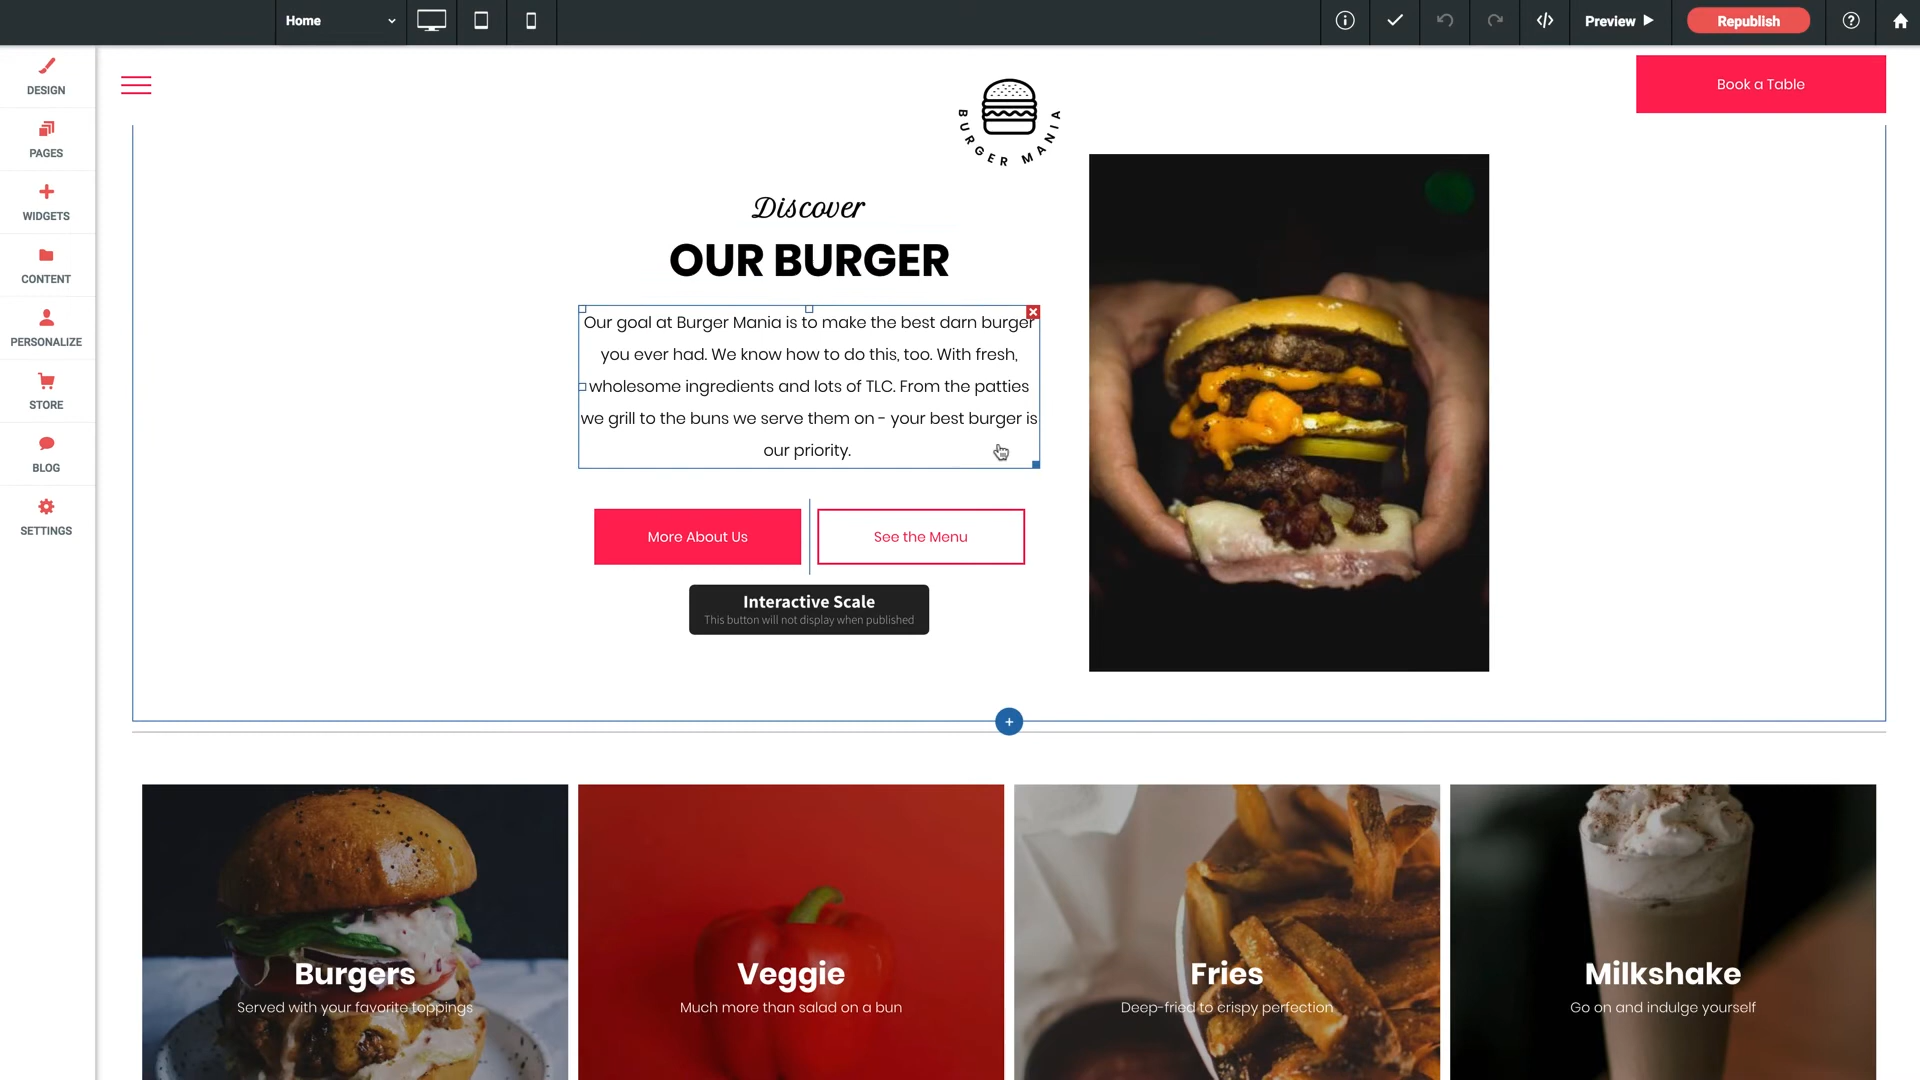 Home
Preview
Republish
DESIGN
PAGES
WIDGETS
CONTENT
PERSONALIZE
STORE
BLOG
SETTINGS
BURGER MANIA
Book a Table
Discover
OUR BURGER
Our goal at Burger Mania is to make the best darn burger
you ever had. We know how to do this, too. With fresh,
wholesome ingredients and lots of TLC. From the patties
we grill to the buns we serve them on - your best burger is
our priority.
More About Us
See the Menu
Interactive Scale
This button will not display when published
Burgers
Served with your favorite toppings
Veggie
Much more than salad on a bun
Fries
Deep-fried to crispy perfection
Milkshake
Go on and indulge yourself